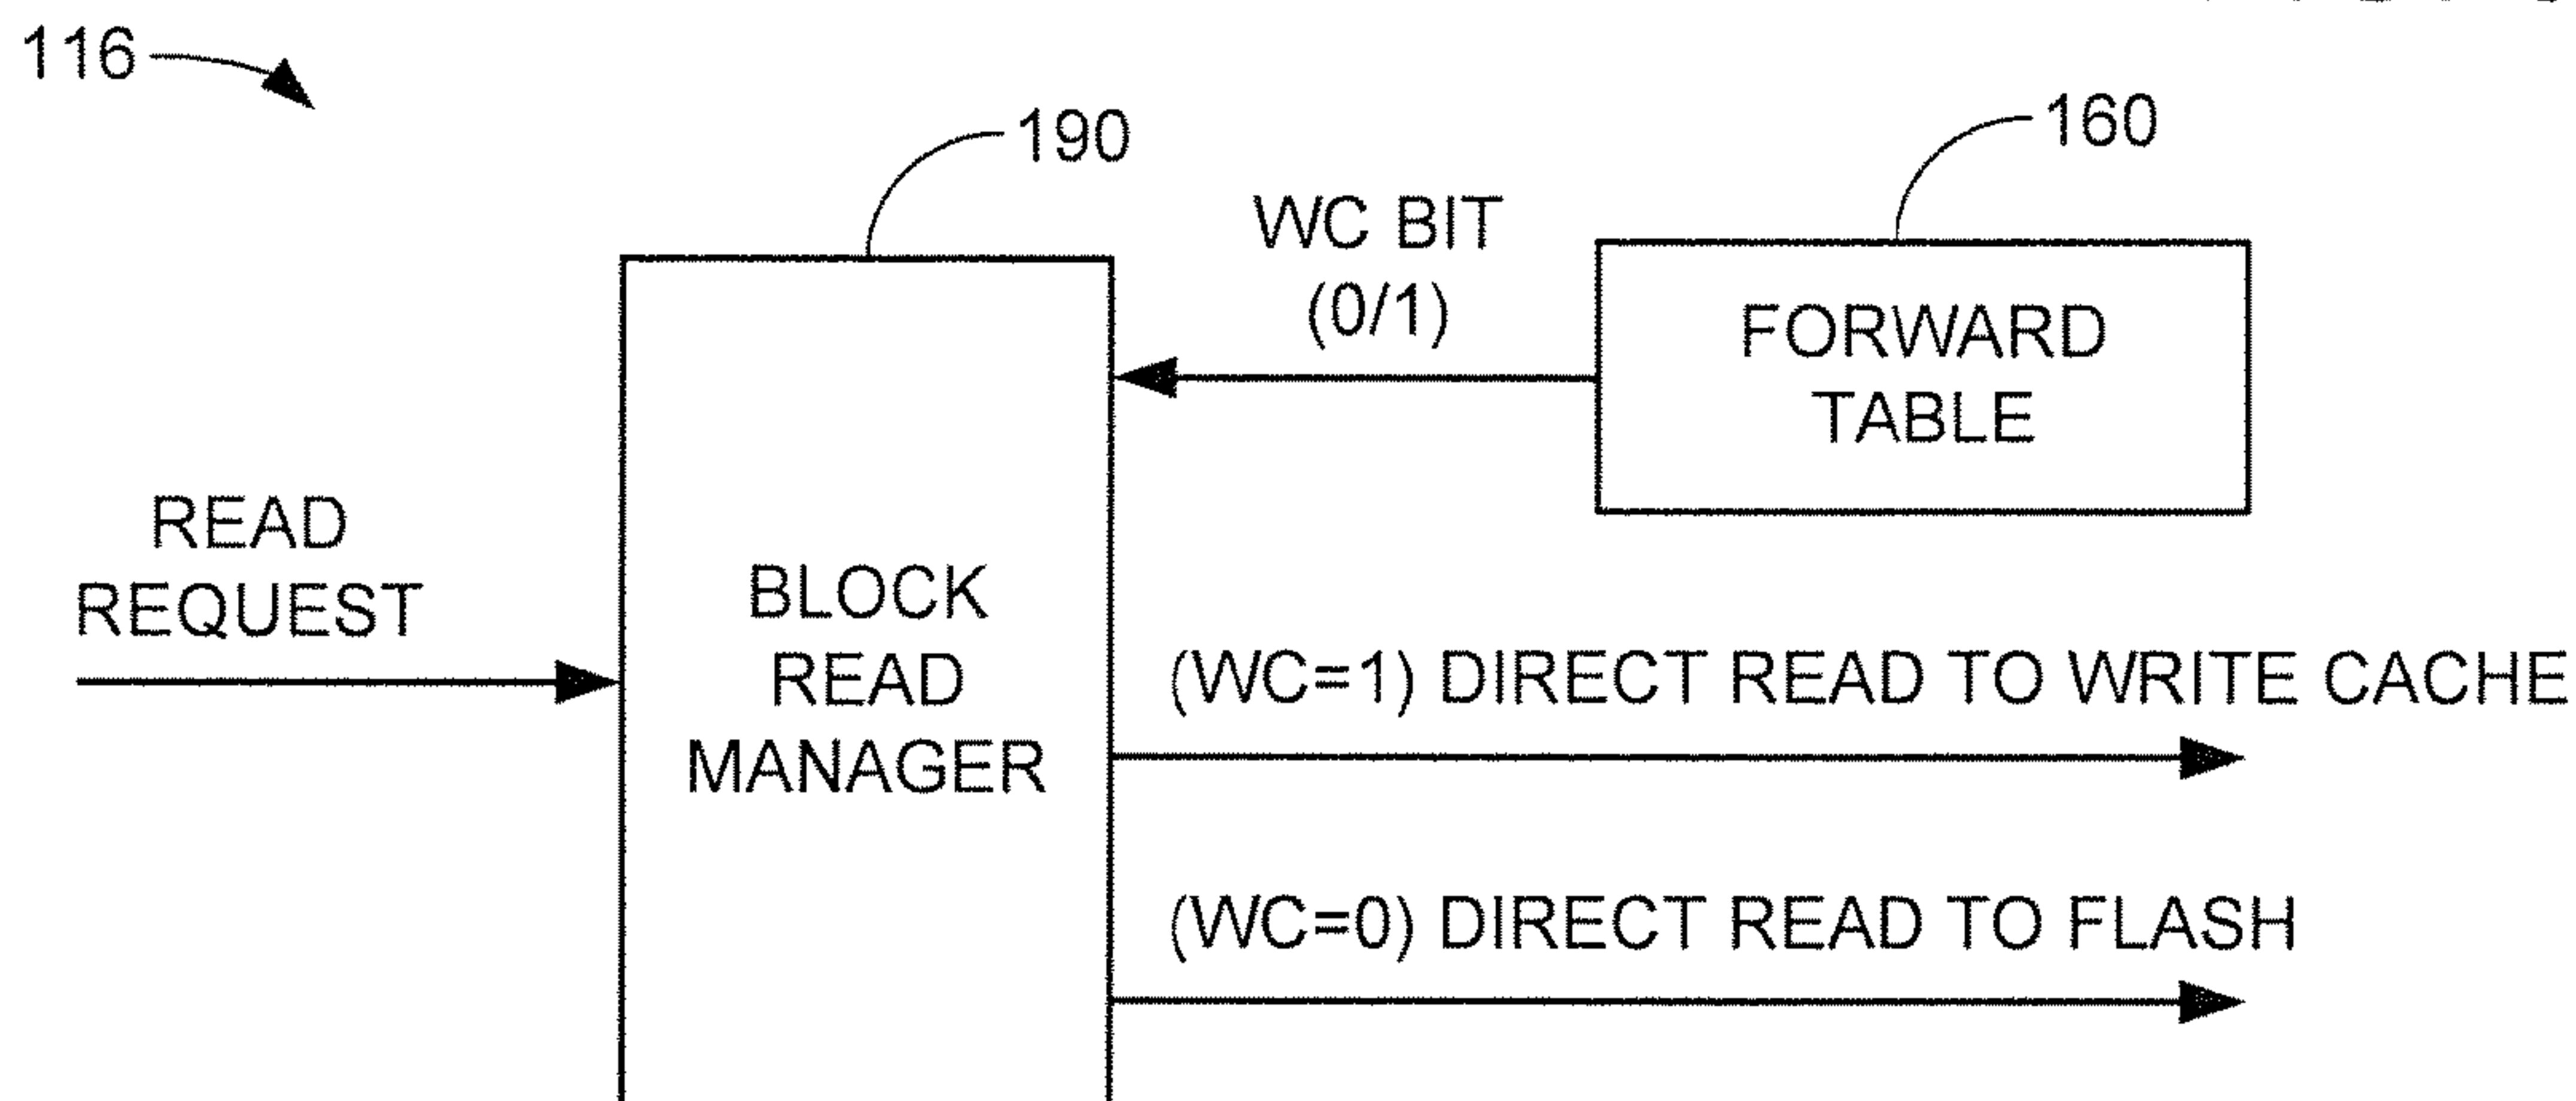 116
190
160
WC BIT
(0/1)
FORWARD
TABLE
READ
REQUEST
BLOCK
READ
MANAGER
(WC=1) DIRECT READ TO WRITE CACHE
(WC=0) DIRECT READ TO FLASH